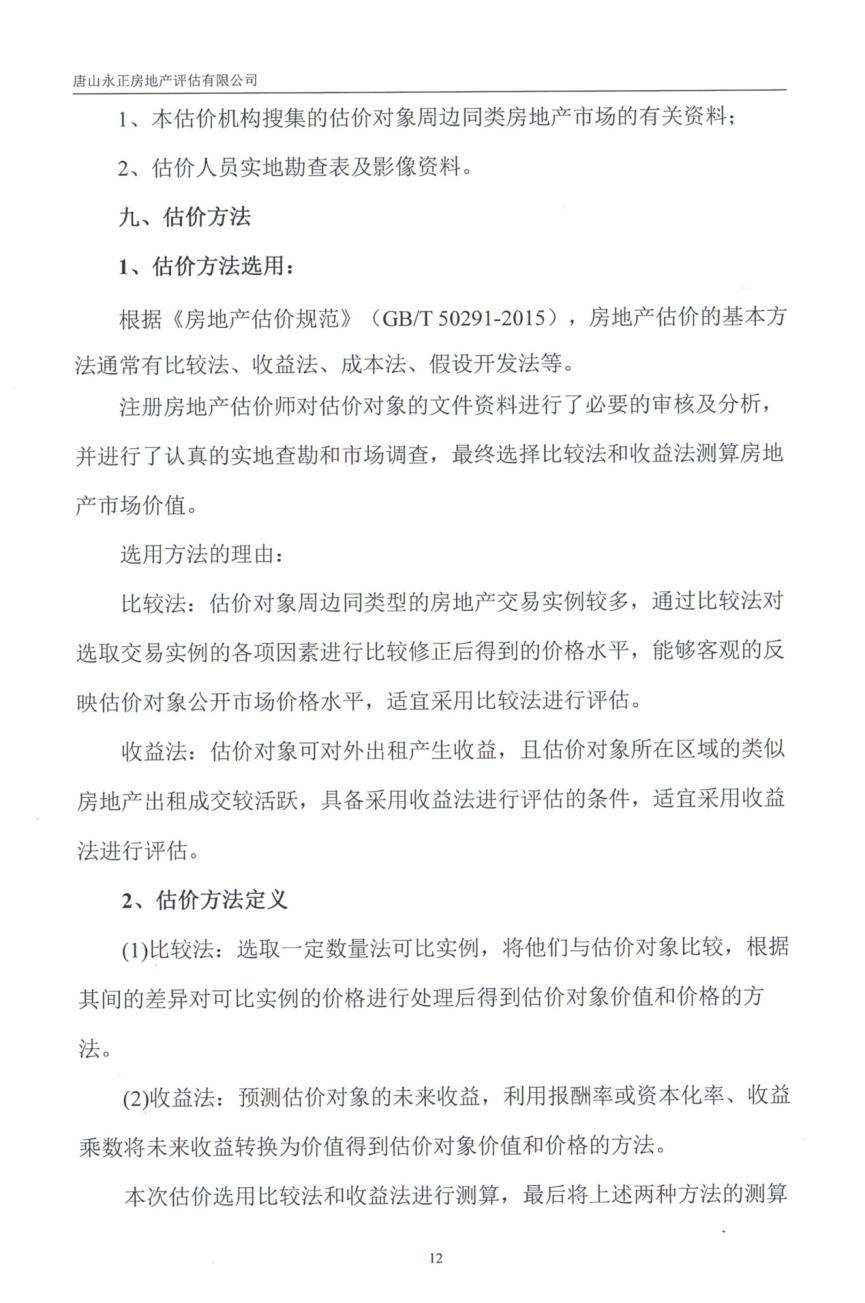 唐山永正房地产评估有限公司
1、本估价机构搜集的估价对象周边同类房地产市场的有关资料；
2、估价人员实地勘查表及影像资料。
九、估价方法
1、估价方法选用：
根据《房地产估价规范》（GB/T 50291-2015），房地产估价的基本方
法通常有比较法、收益法、成本法、假设开发法等。
注册房地产估价师对估价对象的文件资料进行了必要的审核及分析，
并进行了认真的实地查勘和市场调查，最终选择比较法和收益法测算房地
产市场价值。
选用方法的理由：
比较法：估价对象周边同类型的房地产交易实例较多，通过比较法对
选取交易实例的各项因素进行比较修正后得到的价格水平，能够客观的反
映估价对象公开市场价格水平，适宜采用比较法进行评估。
收益法：估价对象可对外出租产生收益，且估价对象所在区域的类似
房地产出租成交较活跃，具备采用收益法进行评估的条件，适宜采用收益
法进行评估。
2、估价方法定义
(1)比较法：选取一定数量法可比实例，将他们与估价对象比较，根据
其间的差异对可比实例的价格进行处理后得到估价对象价值和价格的方
法。
(2)收益法：预测估价对象的未来收益，利用报酬率或资本化率、收益
乘数将未来收益转换为价值得到估价对象价值和价格的方法。
本次估价选用比较法和收益法进行测算，最后将上述两种方法的测算
12